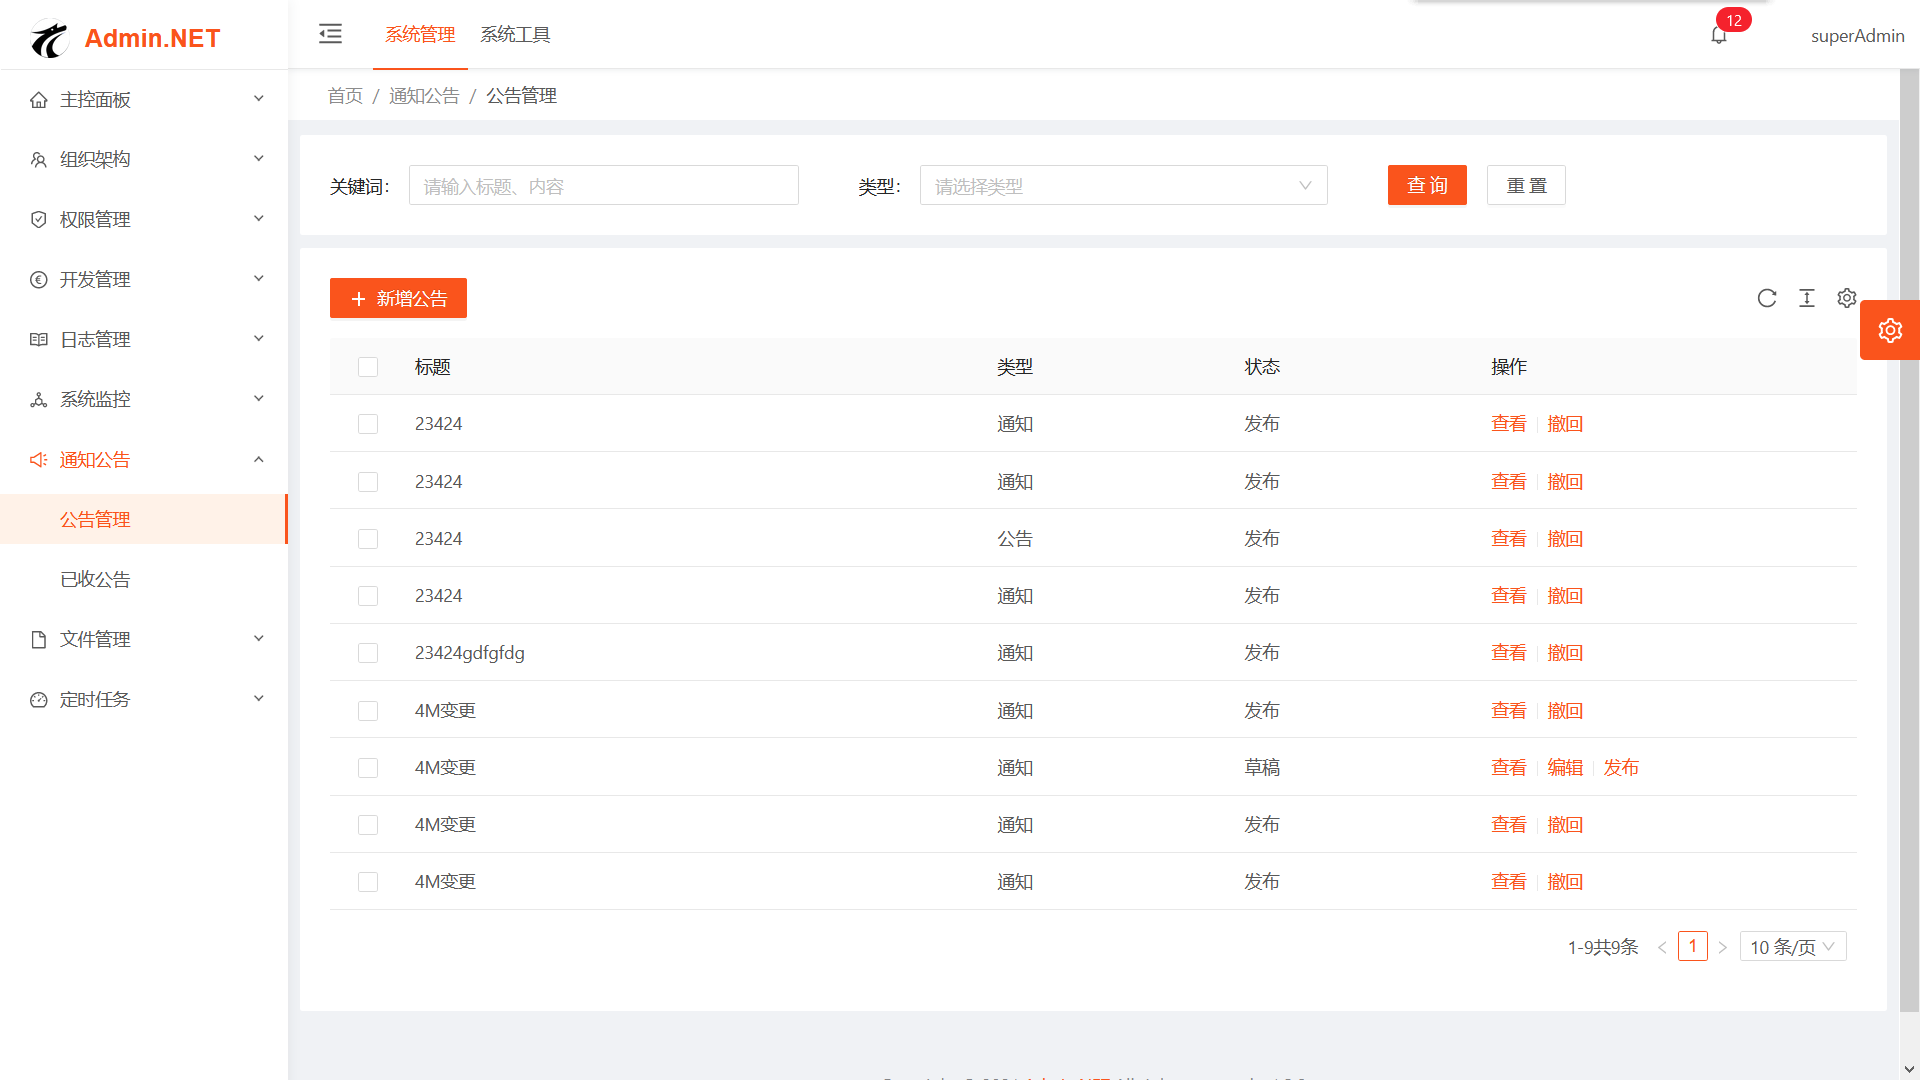 Admin.NET
系统管理 系统工具
12
superAdmin
主控面板
组织架构
权限管理
开发管理
日志管理
系统监控
通知公告
公告管理
已收公告
文件管理
定时任务
首页 / 通知公告 / 公告管理
关键词: 请输入标题、内容 类型: 请选择类型 查 询 重 置
新增公告
标题 类型 状态 操作
23424 通知 发布 查看 撤回
23424 通知 发布 查看 撤回
23424 公告 发布 查看 撤回
23424 通知 发布 查看 撤回
23424gdfgfdg 通知 发布 查看 撤回
4M变更 通知 发布 查看 撤回
4M变更 通知 草稿 查看 编辑 发布
4M变更 通知 发布 查看 撤回
4M变更 通知 发布 查看 撤回
1-9共9条 1 10 条/页